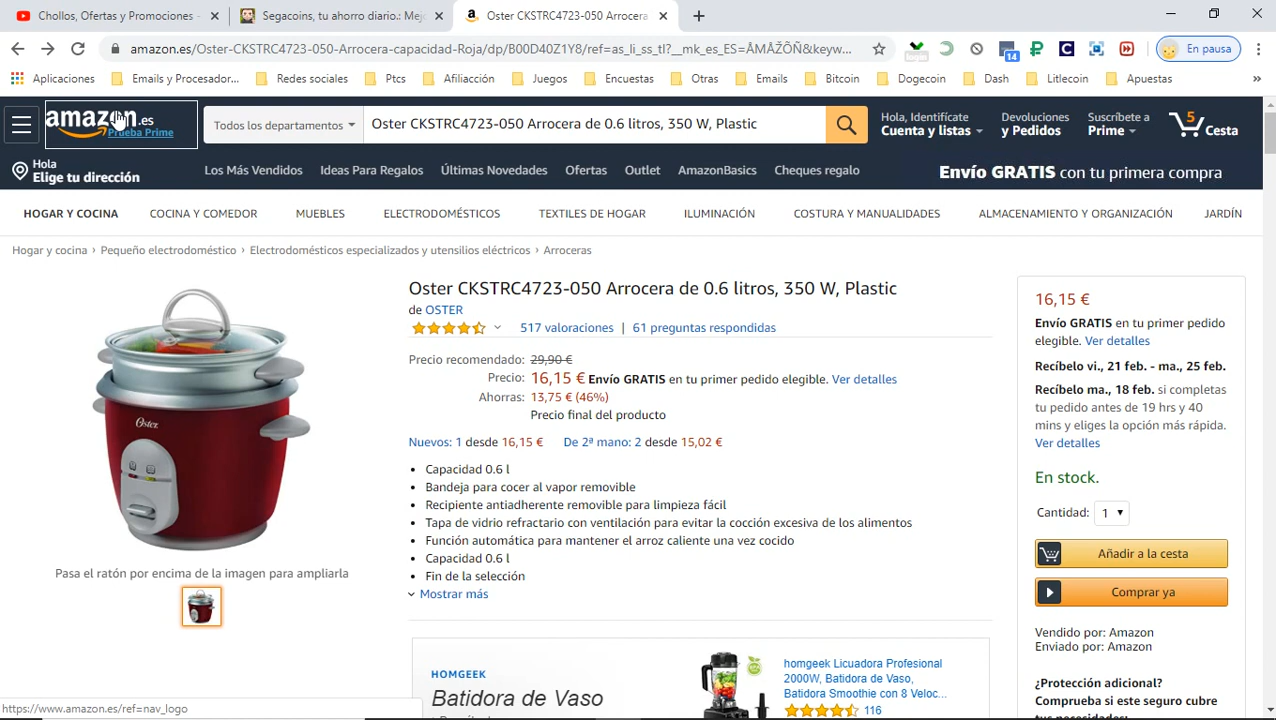 Chollos, Ofertas y Promociones -
Segacoins, tu ahorro diario.: Mejo
Oster CKSTRC4723-050 Arrocera
amazon.es/Oster-CKSTRC4723-050-Arrocera-capacidad-Roja/dp/B00D40Z1Y8/ref=as_li_ss_tl?__mk_es_ES=ÅMÅŽÕÑ&keyw...
14
En pausa
Aplicaciones
Emails y Procesador...
Redes sociales
Ptcs
Afiliacción
Juegos
Encuestas
Otras
Emails
Bitcoin
Dogecoin
Dash
Litlecoin
Apuestas
»
amazon.es
Prueba Prime
Todos los departamentos
Oster CKSTRC4723-050 Arrocera de 0.6 litros, 350 W, Plastic
Hola, Identifícate
Cuenta y listas
Devoluciones
y Pedidos
Suscríbete a
Prime
5
Cesta
Hola
Elige tu dirección
Los Más Vendidos
Ideas Para Regalos
Últimas Novedades
Ofertas
Outlet
AmazonBasics
Cheques regalo
Envío GRATIS con tu primera compra
HOGAR Y COCINA
COCINA Y COMEDOR
MUEBLES
ELECTRODOMÉSTICOS
TEXTILES DE HOGAR
ILUMINACIÓN
COSTURA Y MANUALIDADES
ALMACENAMIENTO Y ORGANIZACIÓN
JARDÍN
Hogar y cocina › Pequeño electrodoméstico › Electrodomésticos especializados y utensilios eléctricos › Arroceras
Oster
Pasa el ratón por encima de la imagen para ampliarla
Oster CKSTRC4723-050 Arrocera de 0.6 litros, 350 W, Plastic
de OSTER
517 valoraciones | 61 preguntas respondidas
Precio recomendado: 29,90 €
Precio: 16,15 € Envío GRATIS en tu primer pedido elegible. Ver detalles
Ahorras: 13,75 € (46%)
Precio final del producto
Nuevos: 1 desde 16,15 € De 2ª mano: 2 desde 15,02 €
• Capacidad 0.6 l
• Bandeja para cocer al vapor removible
• Recipiente antiadherente removible para limpieza fácil
• Tapa de vidrio refractario con ventilación para evitar la cocción excesiva de los alimentos
• Función automática para mantener el arroz caliente una vez cocido
• Capacidad 0.6 l
• Fin de la selección
Mostrar más
HOMGEEK
Batidora de Vaso
homgeek Licuadora Profesional
2000W, Batidora de Vaso,
Batidora Smoothie con 8 Veloc...
116
16,15 €
Envío GRATIS en tu primer pedido
elegible. Ver detalles
Recíbelo vi., 21 feb. - ma., 25 feb.
Recíbelo ma., 18 feb. si completas
tu pedido antes de 19 hrs y 40
mins y eliges la opción más rápida.
Ver detalles
En stock.
Cantidad: 1
Añadir a la cesta
Comprar ya
Vendido por: Amazon
Enviado por: Amazon
¿Protección adicional?
Comprueba si este seguro cubre
https://www.amazon.es/ref=nav_logo